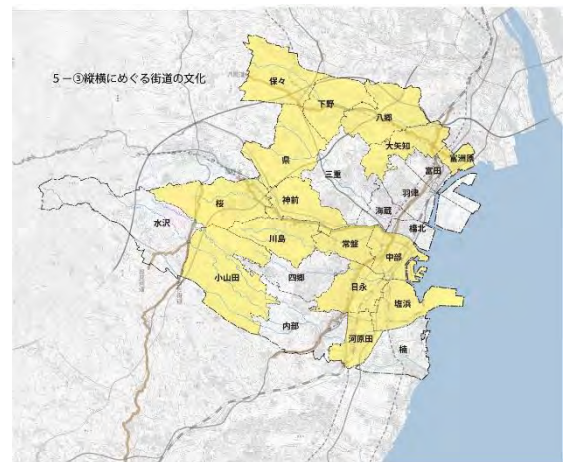 5－③縦横にめぐる街道の文化
保々
下野
八郷
大矢知
富洲原
富田
県
三重
羽津
海蔵
橋北
神前
桜
水沢
川島
常盤
中部
小山田
四郷
日永
塩浜
内部
河原田
楠